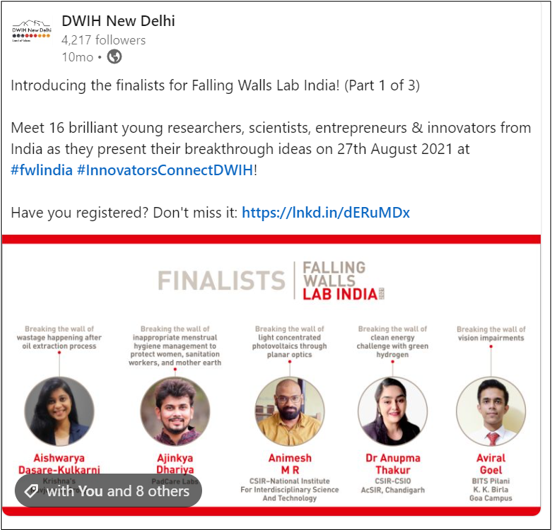 DWIH New Delhi
DWIH New Delhi
4,217 followers
10mo •
Introducing the finalists for Falling Walls Lab India! (Part 1 of 3)
Meet 16 brilliant young researchers, scientists, entrepreneurs & innovators from
India as they present their breakthrough ideas on 27th August 2021 at
#fwlindia #InnovatorsConnectDWIH!
Have you registered? Don't miss it: https://lnkd.in/dERuMDx
FINALISTS
FALLING
WALLS
LAB INDIA
Breaking the wall of
wastage happening after
oil extraction process
Breaking the wall of
inappropriate menstrual
hygiene management to
protect women, sanitation
workers, and mother earth
Breaking the wall of
light concentrated
photovoltaics through
planar optics
Breaking the wall of
clean energy
challenge with green
hydrogen
Breaking the wall of
vision impairments
Aishwarya
Dasare-Kulkarni
Krishna's
Ajinkya
Dhariya
PadCare Labs
Animesh
M R
CSIR–National Institute
For Interdisciplinary Science
And Technology
Dr Anupma
Thakur
CSIR-CSIO
AcSIR, Chandigarh
Aviral
Goel
BITS Pilani
K. K. Birla
Goa Campus
with You and 8 others